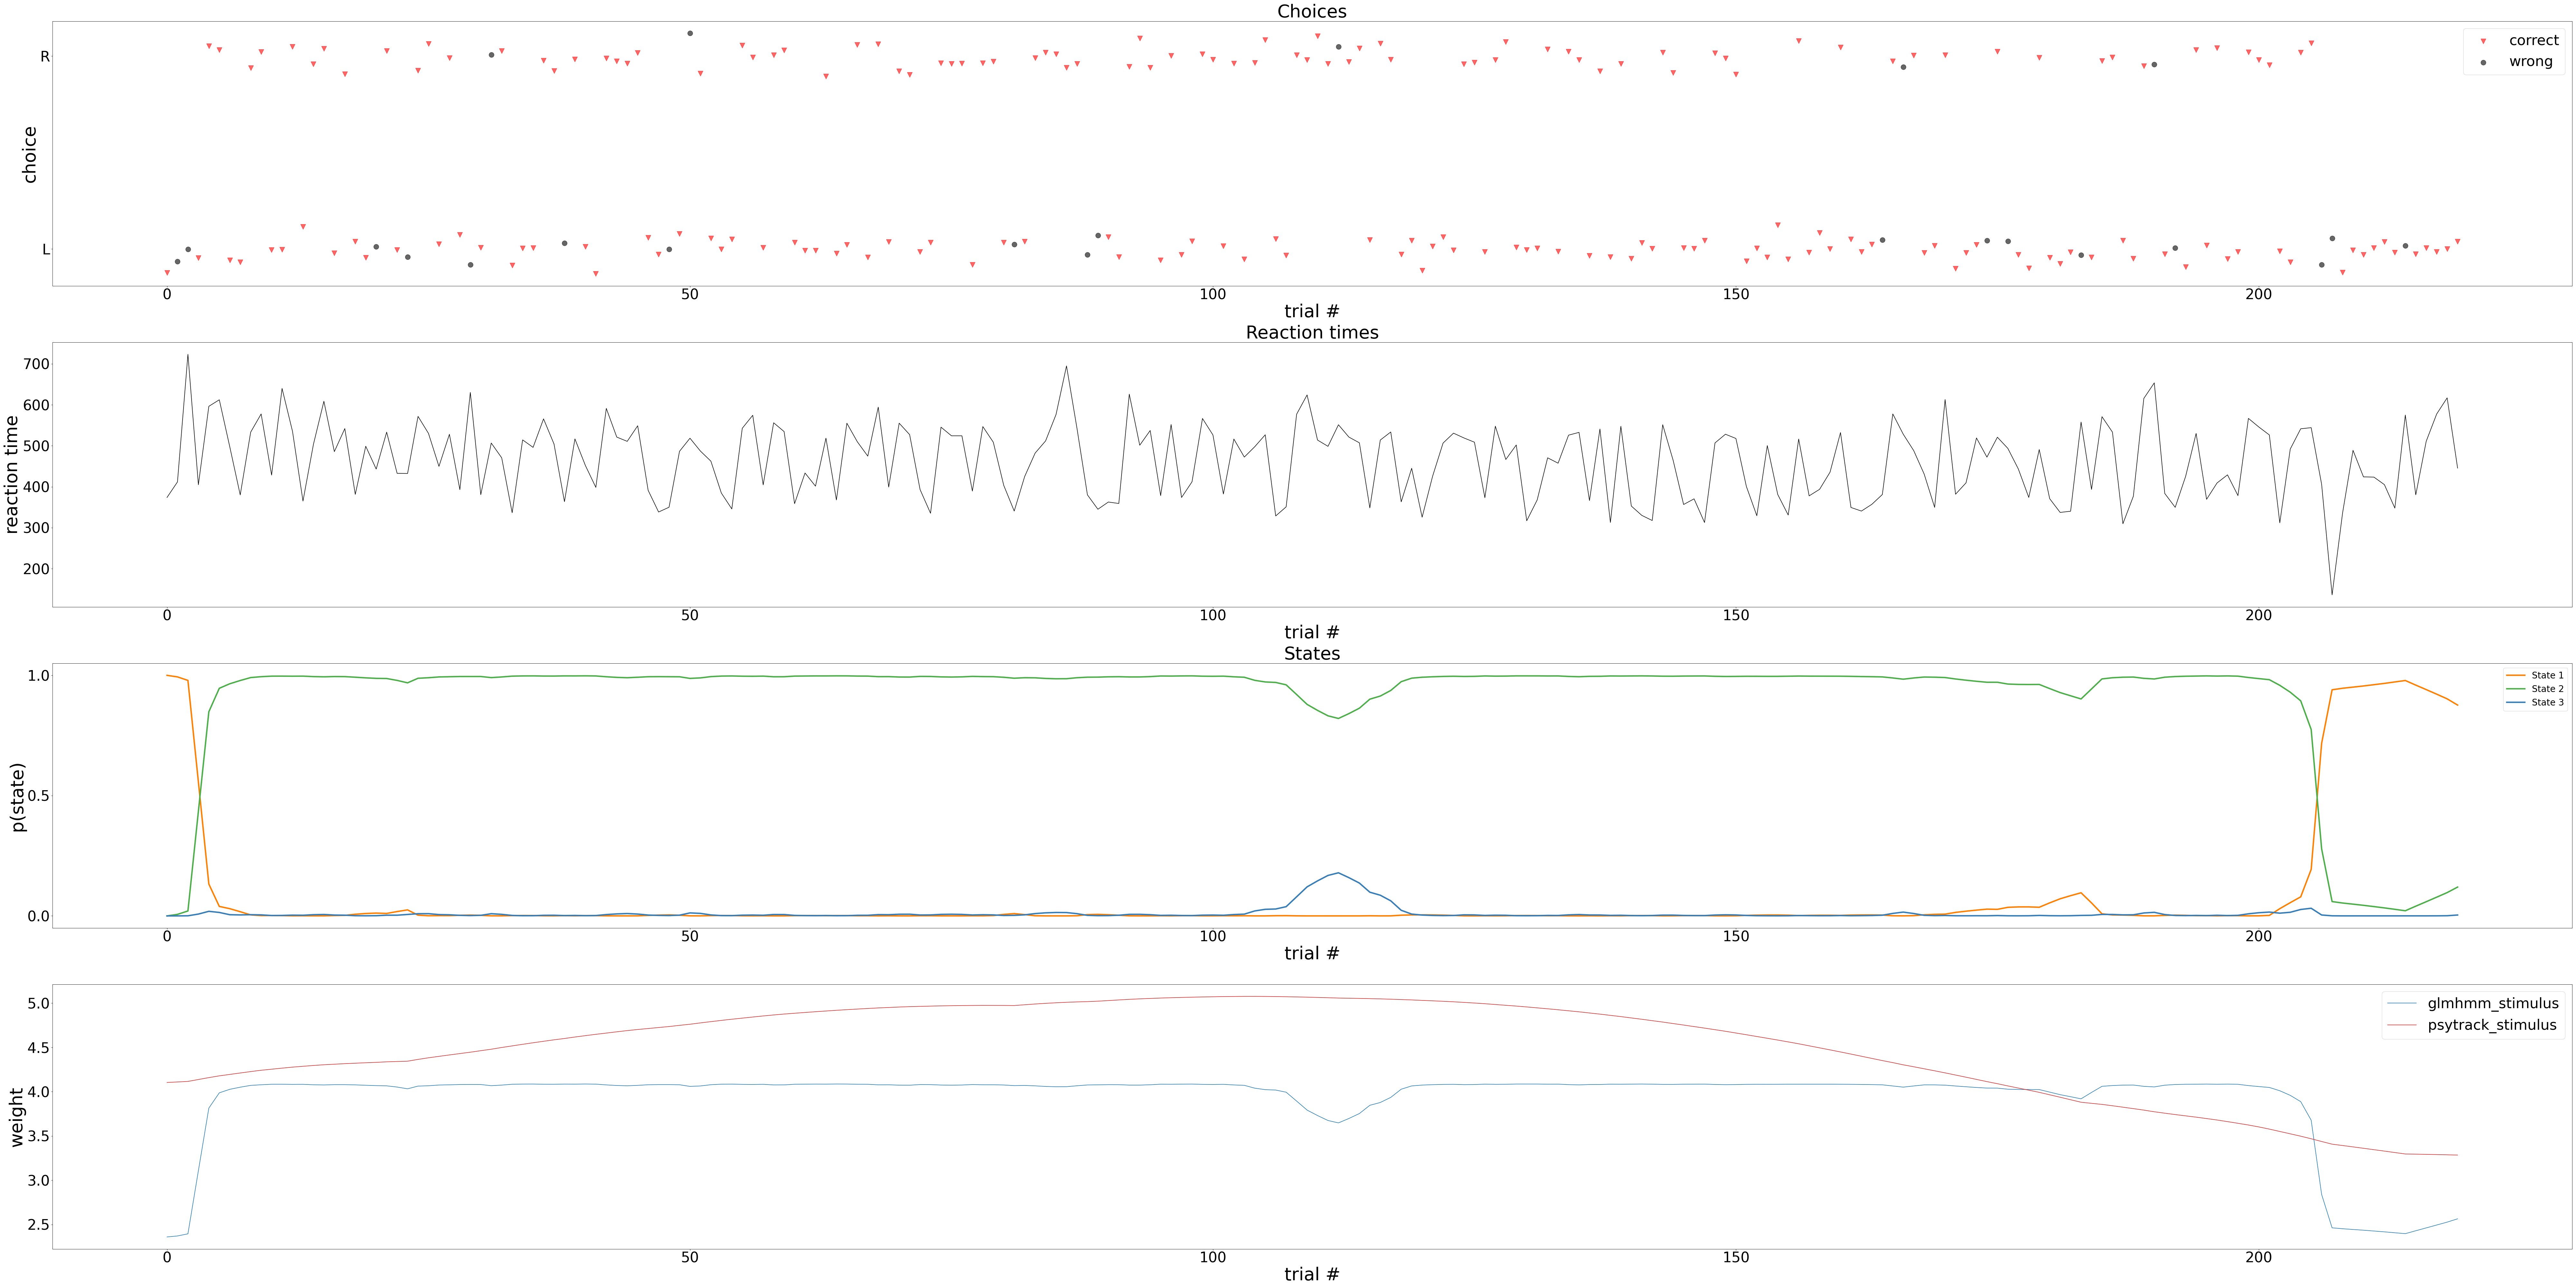 Choices
R
L
choice
correct
wrong
0 50 100 150 200
trial #
Reaction times
700
600
500
400
300
200
reaction time
0 50 100 150 200
trial #
States
1.0
0.5
0.0
p(state)
State 1
State 2
State 3
0 50 100 150 200
trial #
5.0
4.5
4.0
3.5
3.0
2.5
weight
glmhmm_stimulus
psytrack_stimulus
0 50 100 150 200
trial #